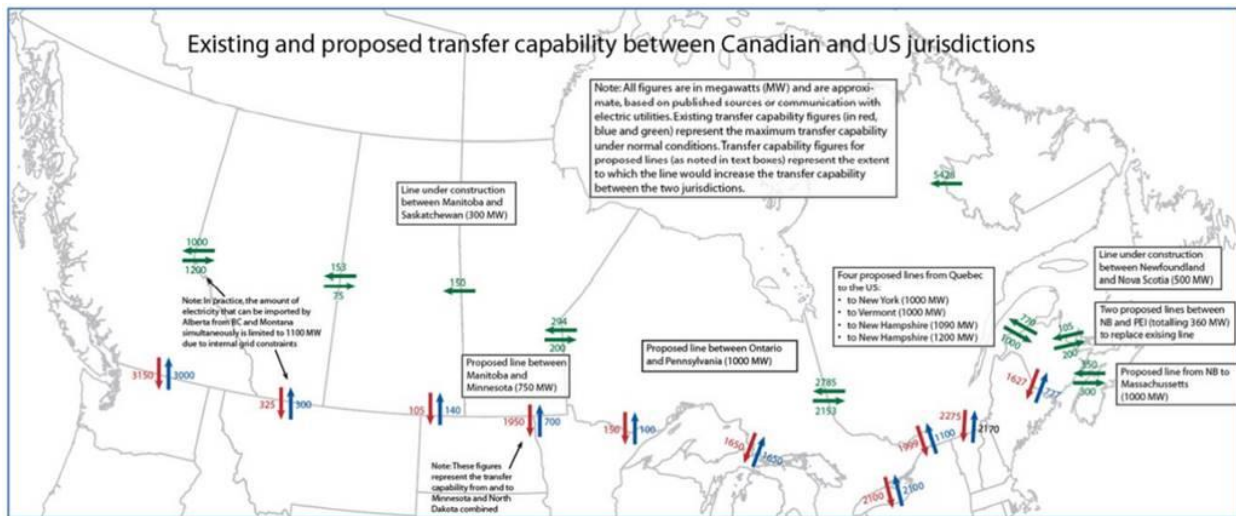 Existing and proposed transfer capability between Canadian and US jurisdictions
Note: All figures are in megawatts (MW) and are approxi-
mate, based on published sources or communication with
electric utilities. Existing transfer capability figures (in red,
blue and green) represent the maximum transfer capability
under normal conditions. Transfer capability figures for
proposed lines (as noted in text boxes) represent the extent
to which the line would increase the transfer capability
between the two jurisdictions.
5428
Line under construction
between Manitoba and
Saskatchewan (300 MW)
1000
1200
Note: In practice, the amount of
electricity that can be imported by
Alberta from BC and Montana
simultaneously is limited to 1100 MW
due to internal grid constraints
153
75
150
294
200
Four proposed lines from Quebec
to the US:
• to New York (1000 MW)
• to Vermont (1000 MW)
• to New Hampshire (1090 MW)
• to New Hampshire (1200 MW)
Line under construction
between Newfoundland
and Nova Scotia (500 MW)
Two proposed lines between
NB and PEI (totalling 360 MW)
to replace exising line
Proposed line from NB to
Massachussetts
(1000 MW)
770
1000
105
200
350
300
Proposed line between Ontario
and Pennsylvania (1000 MW)
Proposed line between
Manitoba and
Minnesota (750 MW)
2785
2153
3150
3000
325
300
105
140
1950
700
150
100
1650
1650
1999
1100
2275
2170
1627
737
2100
2100
Note: These figures
represent the transfer
capability from and to
Minnesota and North
Dakota combined